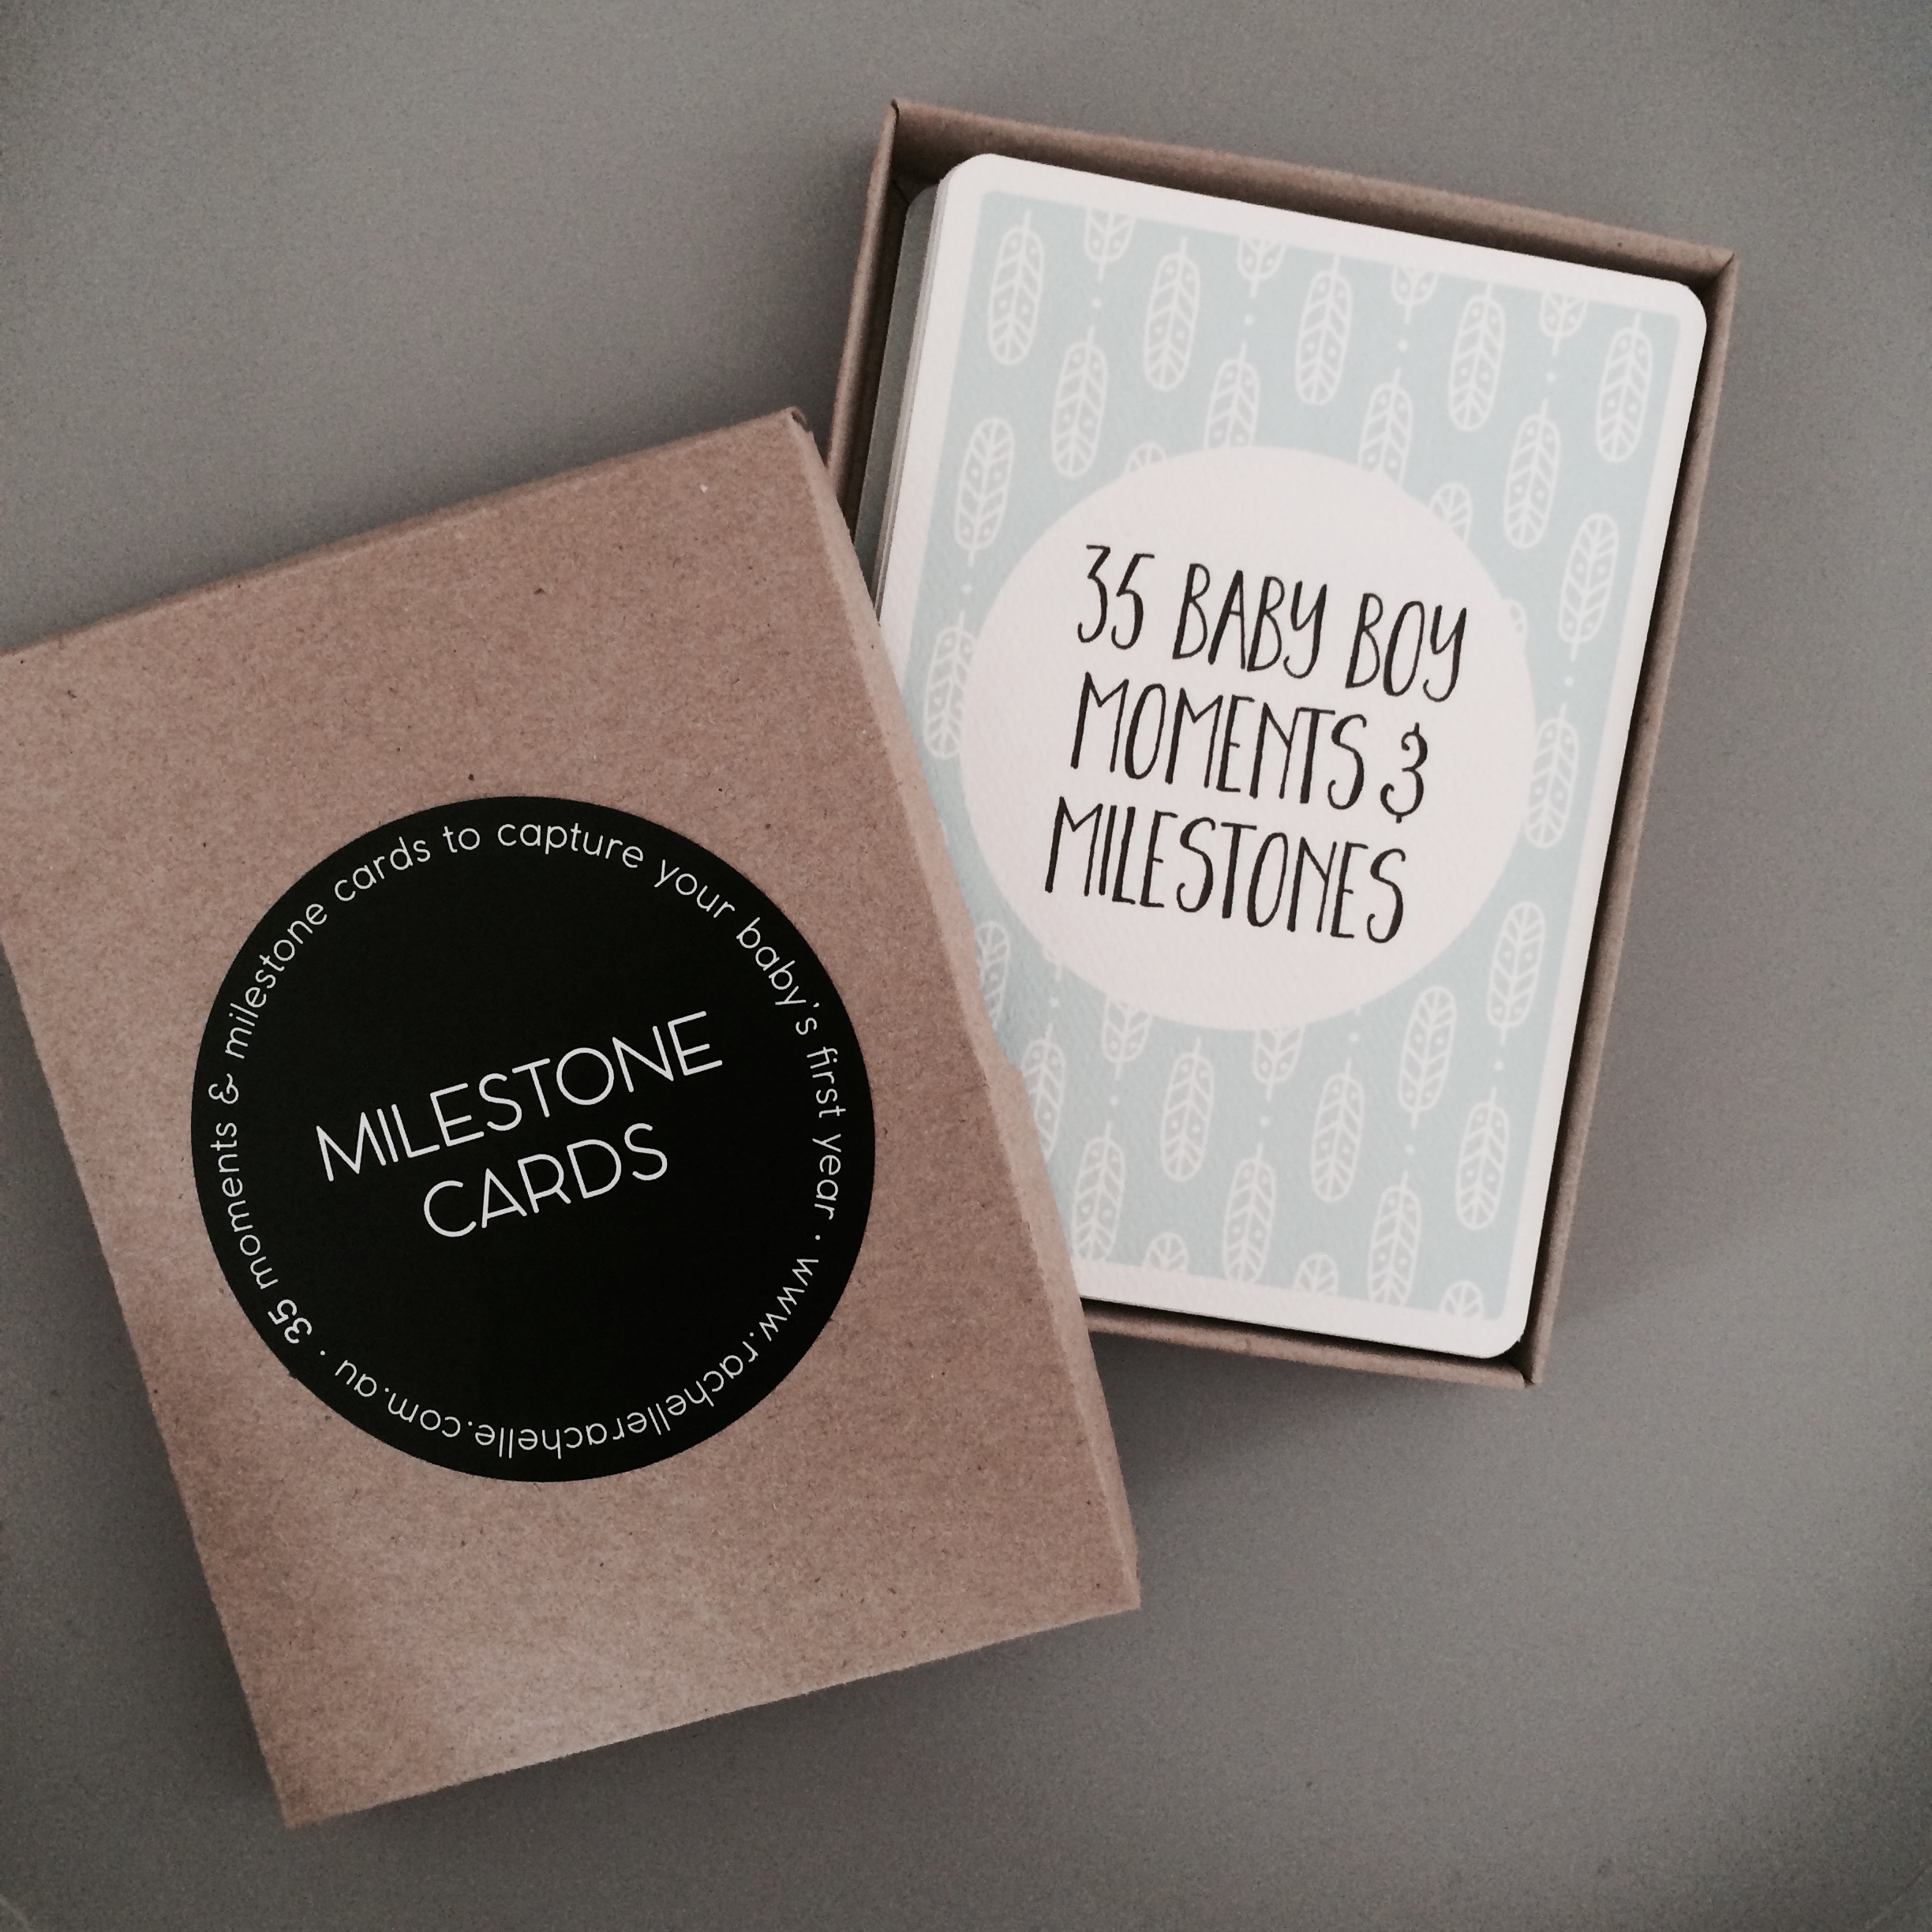 35 BABY BOY
MOMENTS &
MILESTONES
MILESTONE
CARDS
35 moments & milestone cards to capture your baby's first year · www.rachellerachelle.com.au ·